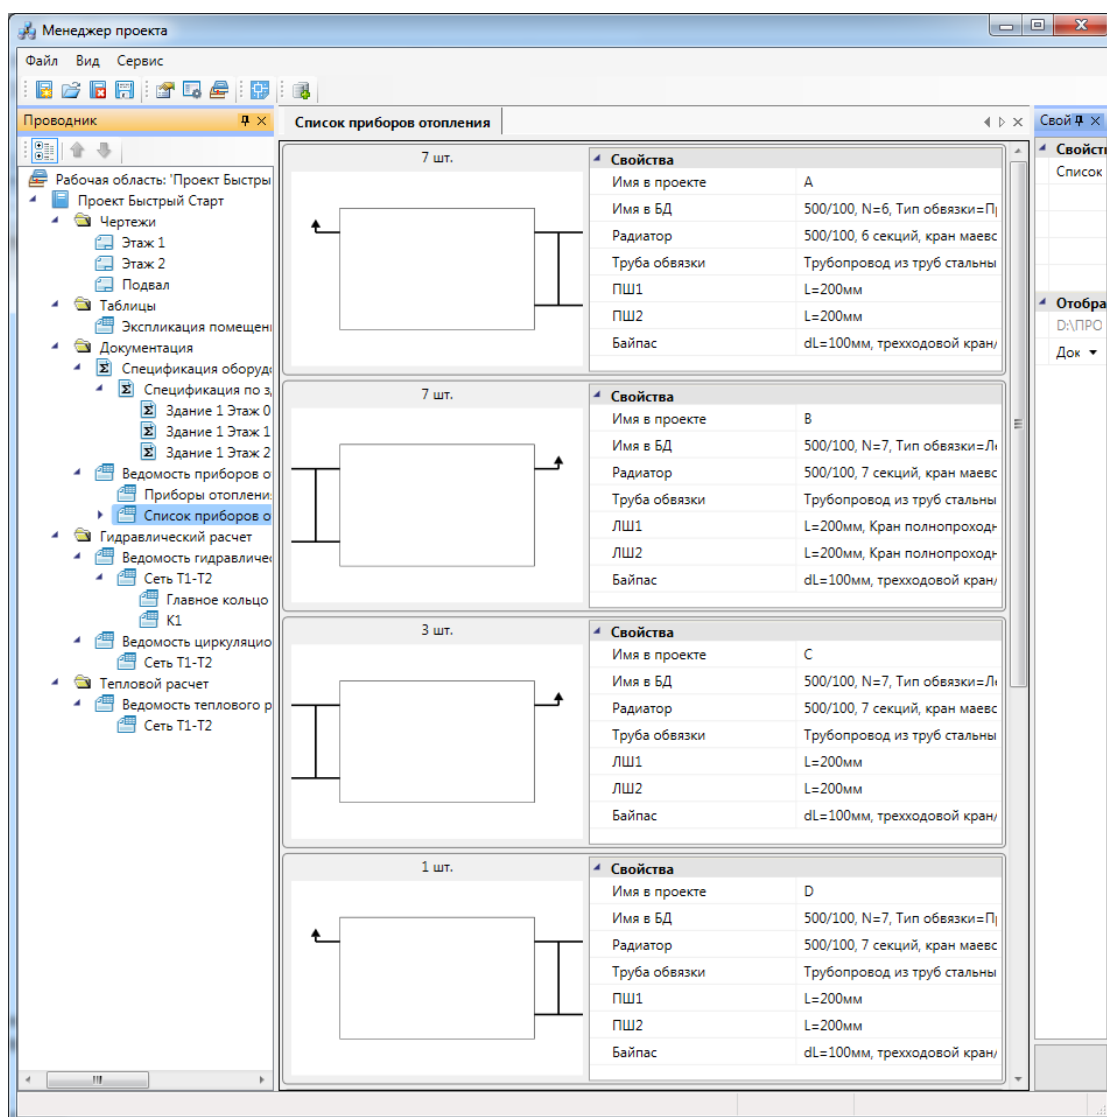 Менеджер проекта
Файл Вид Сервис
Проводник
Рабочая область: 'Проект Быстры
Проект Быстрый Старт
Чертежи
Этаж 1
Этаж 2
Подвал
Таблицы
Экспликация помещен
Документация
Спецификация оборуд
Спецификация по з
Здание 1 Этаж 0
Здание 1 Этаж 1
Здание 1 Этаж 2
Ведомость приборов о
Приборы отоплени
Список приборов о
Гидравлический расчет
Ведомость гидравличе
Сеть Т1-Т2
Главное кольцо
К1
Ведомость циркуляцио
Сеть Т1-Т2
Тепловой расчет
Ведомость теплового р
Сеть Т1-Т2
Список приборов отопления
7 шт.
Свойства
Имя в проекте A
Имя в БД 500/100, N=6, Тип обвязки=П
Радиатор 500/100, 6 секций, кран маевс
Труба обвязки Трубопровод из труб стальны
ПШ1 L=200мм
ПШ2 L=200мм
Байпас dL=100мм, трехходовой кран/
7 шт.
Свойства
Имя в проекте B
Имя в БД 500/100, N=7, Тип обвязки=Л
Радиатор 500/100, 7 секций, кран маевс
Труба обвязки Трубопровод из труб стальны
ЛШ1 L=200мм, Кран полнопроходн
ЛШ2 L=200мм, Кран полнопроходн
Байпас dL=100мм, трехходовой кран/
3 шт.
Свойства
Имя в проекте C
Имя в БД 500/100, N=7, Тип обвязки=Л
Радиатор 500/100, 7 секций, кран маевс
Труба обвязки Трубопровод из труб стальны
ЛШ1 L=200мм
ЛШ2 L=200мм
Байпас dL=100мм, трехходовой кран/
1 шт.
Свойства
Имя в проекте D
Имя в БД 500/100, N=7, Тип обвязки=П
Радиатор 500/100, 7 секций, кран маевс
Труба обвязки Трубопровод из труб стальны
ПШ1 L=200мм
ПШ2 L=200мм
Байпас dL=100мм, трехходовой кран/
Свой
Свойст
Список
Отобра
D:\ПРО
Док